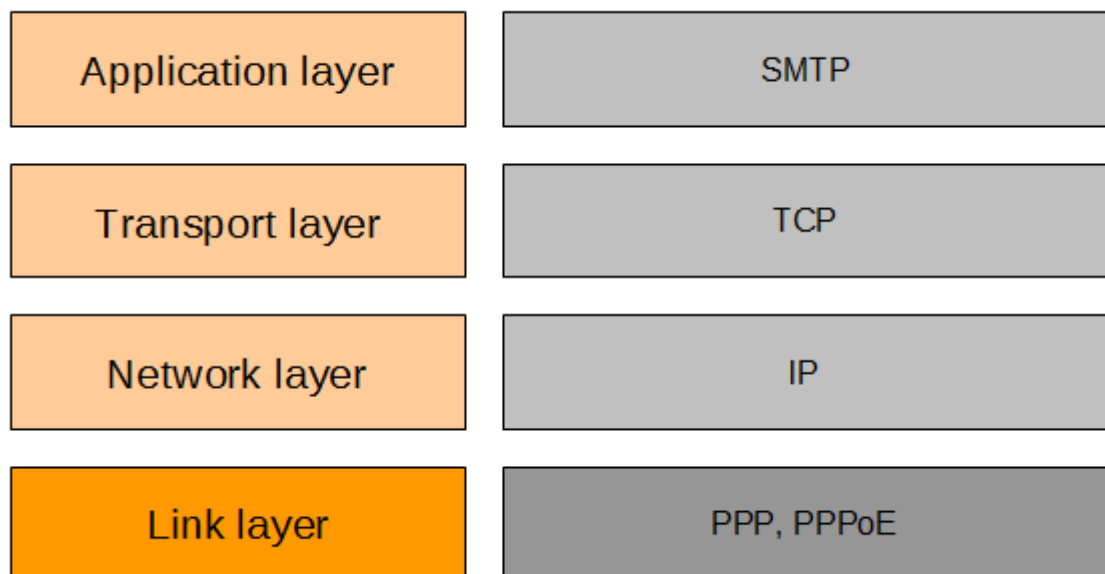 Application layer
SMTP
Transport layer
TCP
Network layer
IP
Link layer
PPP, PPPoE